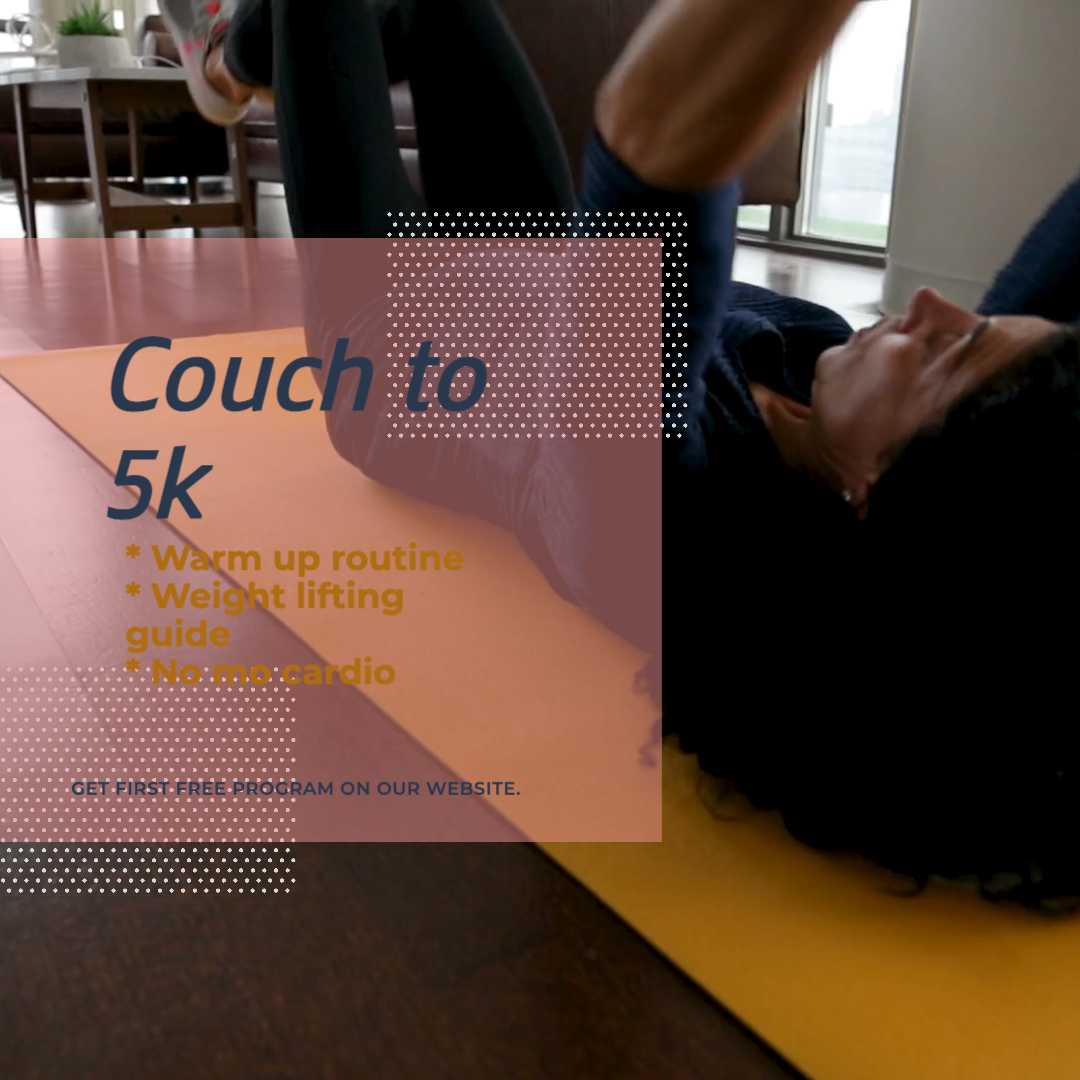 Couch to
5k
* Warm up routine
* Weight lifting
guide
* No mo cardio
GET FIRST FREE PROGRAM ON OUR WEBSITE.